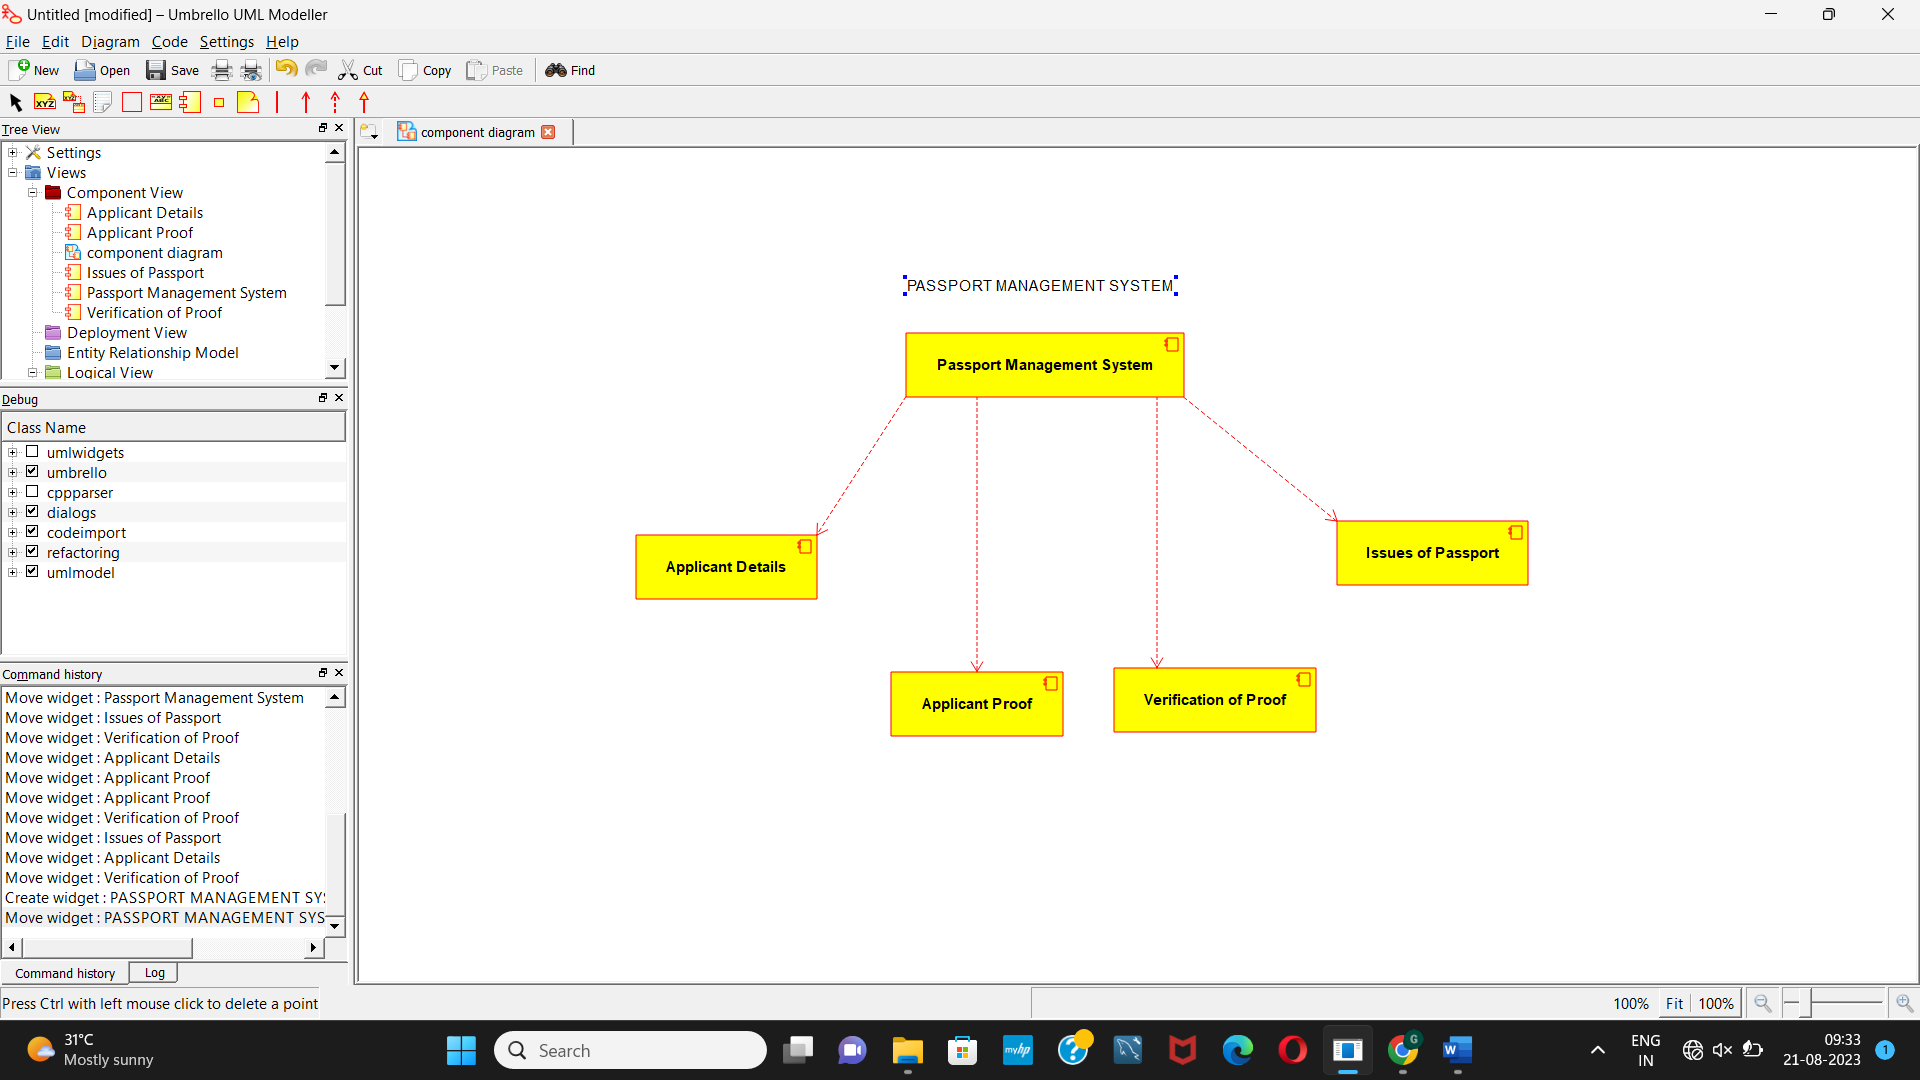 Untitled [modified] – Umbrello UML Modeller
File Edit Diagram Code Settings Help
New Open Save Cut Copy Paste Find
Tree View
component diagram
Settings
Views
Component View
Applicant Details
Applicant Proof
component diagram
Issues of Passport
Passport Management System
Verification of Proof
Deployment View
Entity Relationship Model
Logical View
Debug
Class Name
umlwidgets
umbrello
cppparser
dialogs
codeimport
refactoring
umlmodel
Command history
Move widget : Passport Management System
Move widget : Issues of Passport
Move widget : Verification of Proof
Move widget : Applicant Details
Move widget : Applicant Proof
Move widget : Applicant Proof
Move widget : Verification of Proof
Move widget : Issues of Passport
Move widget : Applicant Details
Move widget : Verification of Proof
Create widget : PASSPORT MANAGEMENT SY
Move widget : PASSPORT MANAGEMENT SYS
Command history Log
PASSPORT MANAGEMENT SYSTEM
Passport Management System
Applicant Details
Issues of Passport
Applicant Proof
Verification of Proof
Press Ctrl with left mouse click to delete a point
100% Fit 100%
31°C
Mostly sunny
Search
myhp
G
W
ENG
IN
09:33
21-08-2023
1